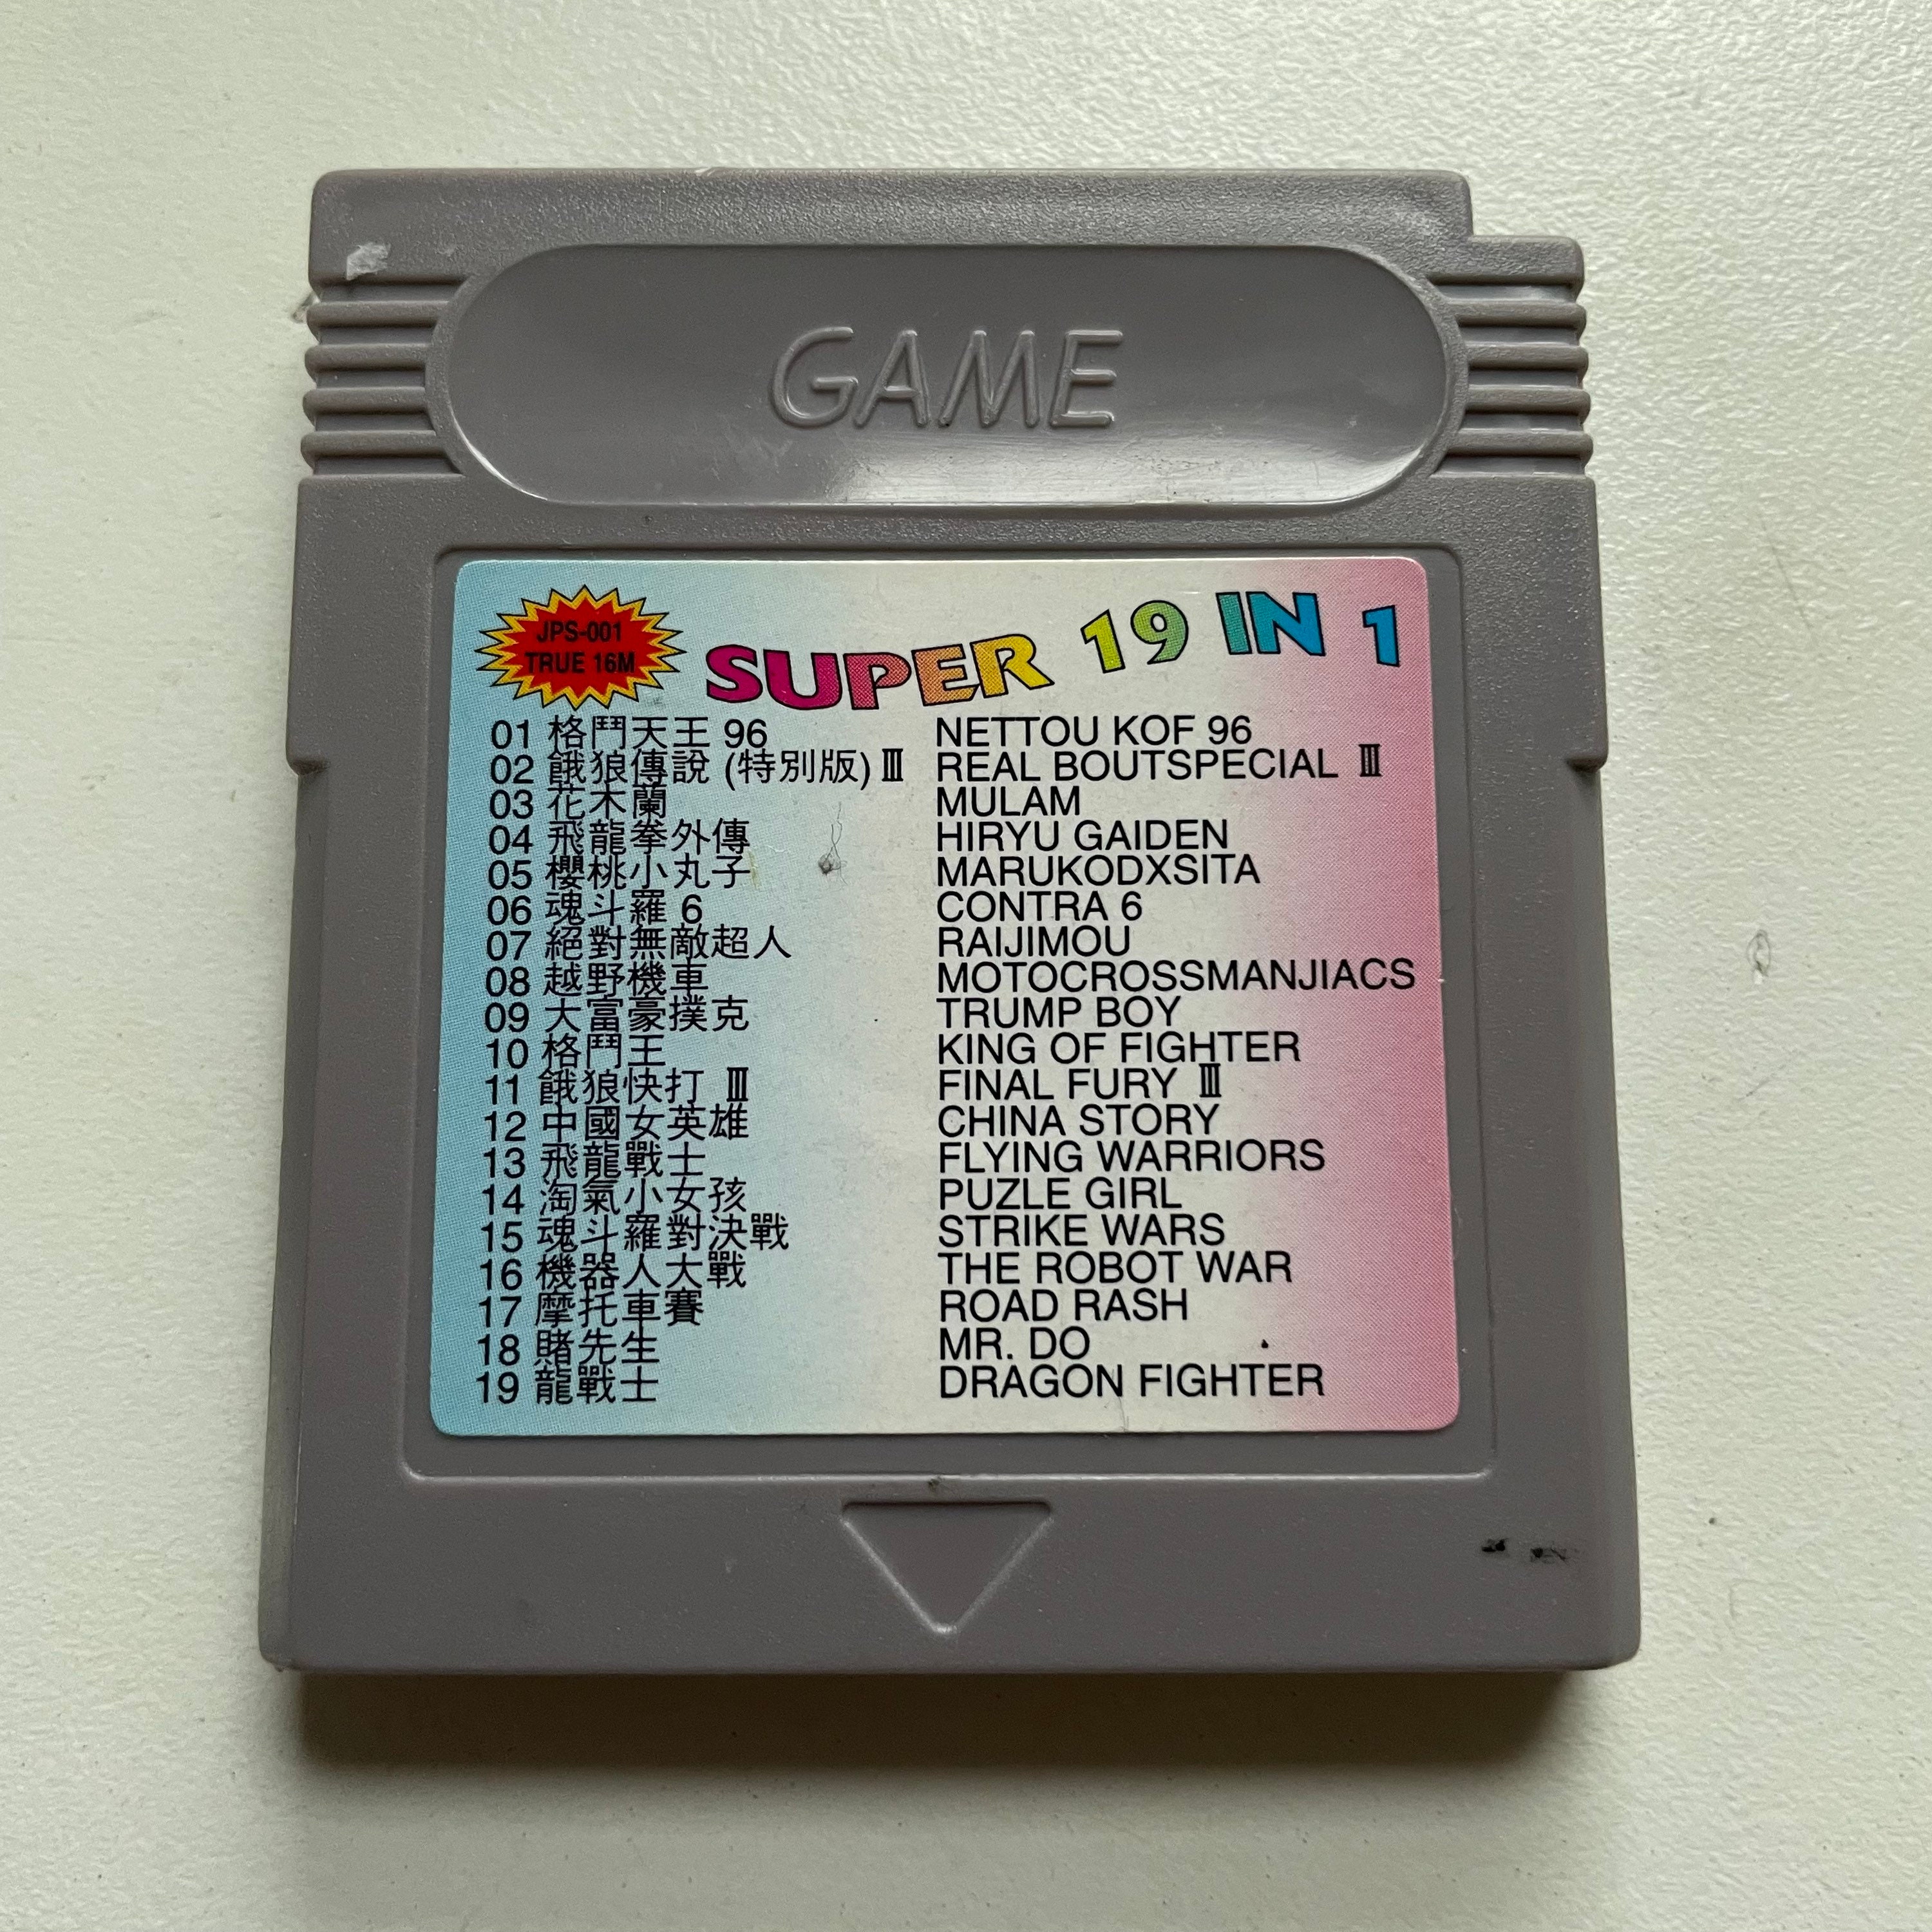 GAME
JPS-001
TRUE 16M
SUPER 19 IN 1
01 格鬥天王 96 NETTOU KOF 96
02 餓狼傳說 (特別版) Ⅲ REAL BOUTSPECIAL Ⅲ
03 花木蘭 MULAM
04 飛龍拳外傳 HIRYU GAIDEN
05 櫻桃小丸子 MARUKODXSITA
06 魂斗羅 6 CONTRA 6
07 絕對無敵超人 RAIJIMOU
08 越野機車 MOTOCROSSMANJIACS
09 大富豪撲克 TRUMP BOY
10 格鬥王 KING OF FIGHTER
11 餓狼快打 Ⅲ FINAL FURY Ⅲ
12 中國女英雄 CHINA STORY
13 飛龍戰士 FLYING WARRIORS
14 淘氣小女孩 PUZLE GIRL
15 魂斗羅對決戰 STRIKE WARS
16 機器人大戰 THE ROBOT WAR
17 摩托車賽 ROAD RASH
18 賭先生 MR. DO
19 龍戰士 DRAGON FIGHTER